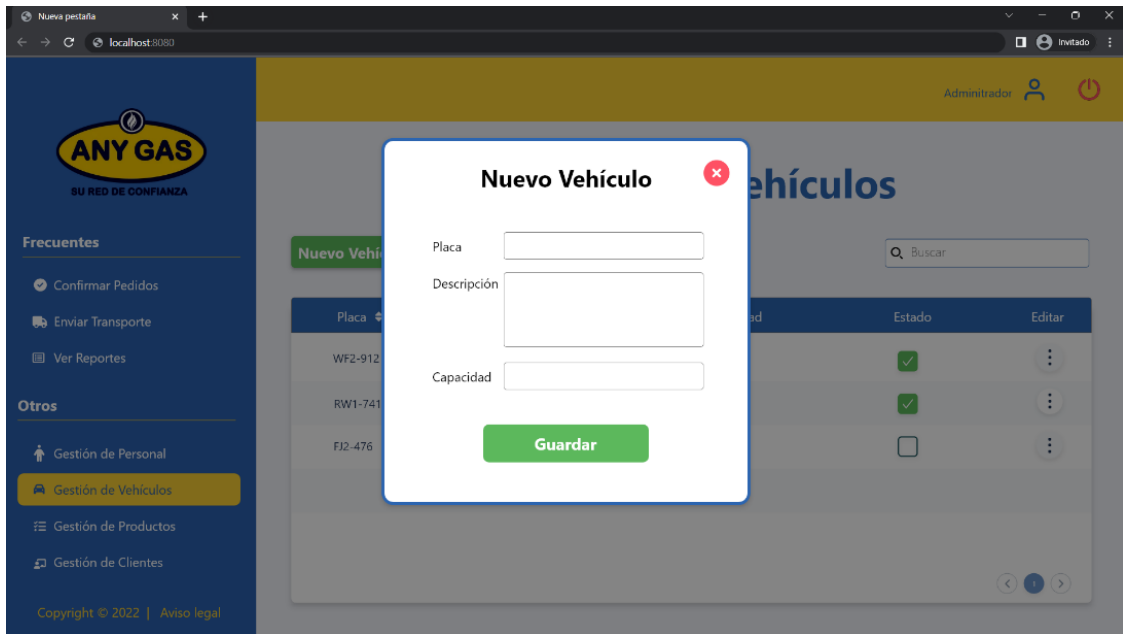 Nueva pestaña
localhost:8080
Invitado
Adminitrador
ANY GAS
SU RED DE CONFIANZA
Nuevo Vehículo
ehículos
Frecuentes
Confirmar Pedidos
Enviar Transporte
Ver Reportes
Nuevo Vehí
Buscar
Placa
Descripción
Capacidad
Guardar
Placa ad Estado Editar
WF2-912
RW1-741
FJ2-476
Otros
Gestión de Personal
Gestión de Vehículos
Gestión de Productos
Gestión de Clientes
1
Copyright © 2022 | Aviso legal